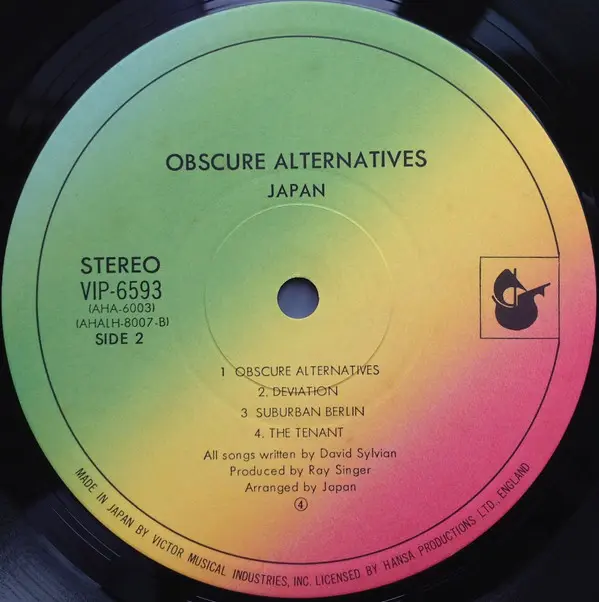 OBSCURE ALTERNATIVES
JAPAN
STEREO
VIP-6593
(AHA-6003)
(AHALH-8007-B)
SIDE 2
1 OBSCURE ALTERNATIVES
2. DEVIATION
3 SUBURBAN BERLIN
4. THE TENANT
All songs written by David Sylvian
Produced by Ray Singer
Arranged by Japan
④
MADE IN JAPAN BY VICTOR MUSICAL INDUSTRIES, INC. LICENSED BY HANSA PRODUCTIONS LTD., ENGLAND